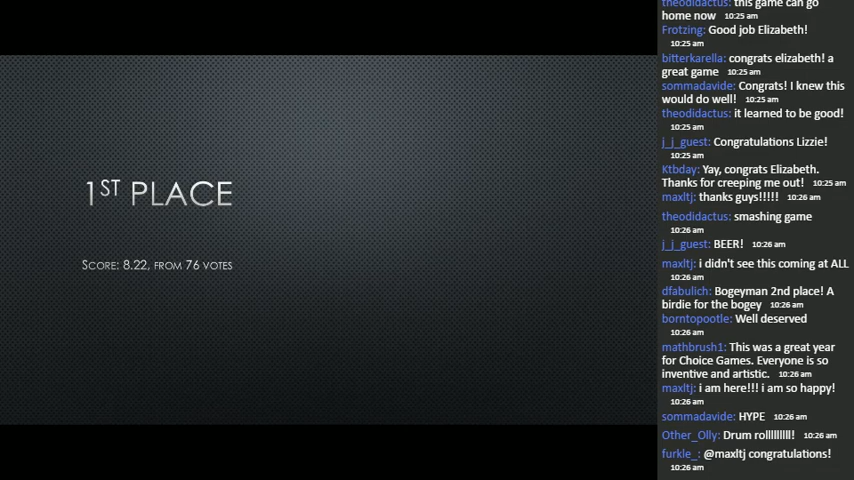 1ST PLACE
SCORE: 8.22, FROM 76 VOTES
theodidactus: this game can go
home now 10:25 am
Frotzing: Good job Elizabeth!
10:25 am
bitterkarella: congrats elizabeth! a
great game 10:25 am
sommadavide: Congrats! I knew this
would do well! 10:25 am
theodidactus: it learned to be good!
10:25 am
j_j_guest: Congratulations Lizzie!
10:25 am
Ktbday: Yay, congrats Elizabeth.
Thanks for creeping me out! 10:25 am
maxltj: thanks guys!!!!! 10:26 am
theodidactus: smashing game
10:26 am
j_j_guest: BEER! 10:26 am
maxltj: i didn't see this coming at ALL
10:26 am
dfabulich: Bogeyman 2nd place! A
birdie for the bogey 10:26 am
borntopootle: Well deserved
10:26 am
mathbrush1: This was a great year
for Choice Games. Everyone is so
inventive and artistic. 10:26 am
maxltj: i am here!!! i am so happy!
10:26 am
sommadavide: HYPE 10:26 am
Other_Olly: Drum rolllllllll! 10:26 am
furkle_: @maxltj congratulations!
10:26 am